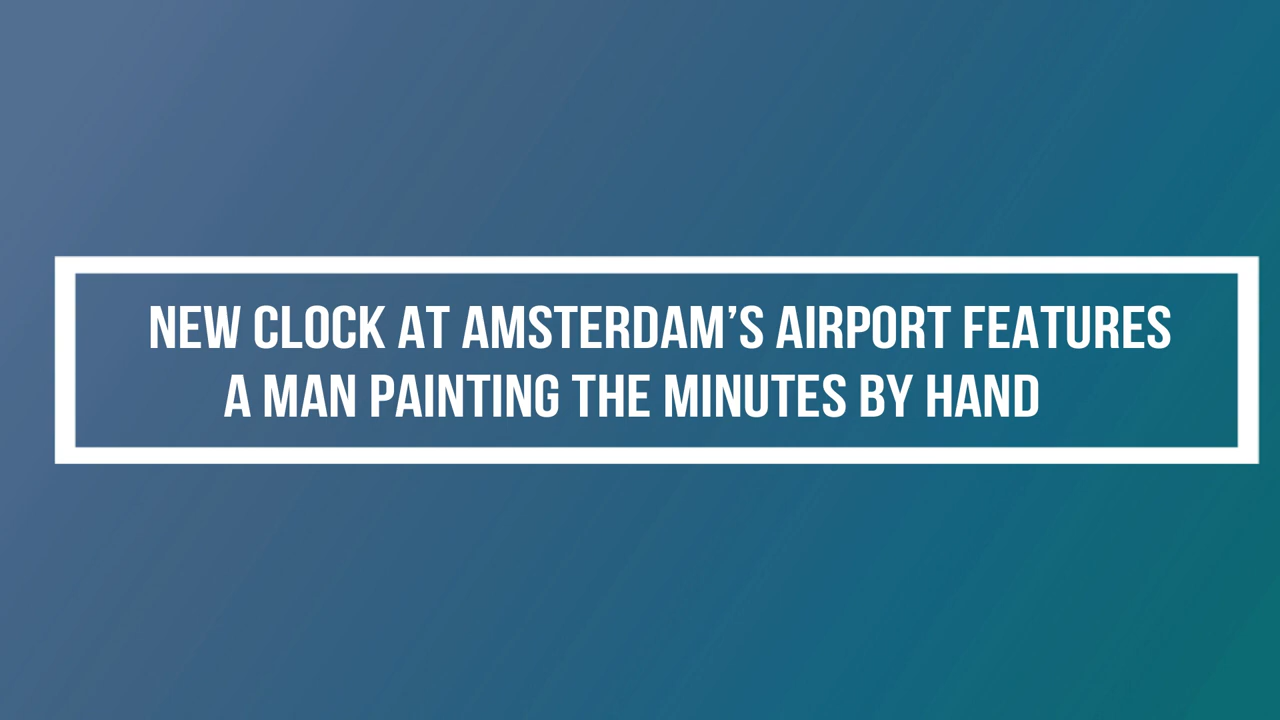 NEW CLOCK AT AMSTERDAM’S AIRPORT FEATURES
A MAN PAINTING THE MINUTES BY HAND